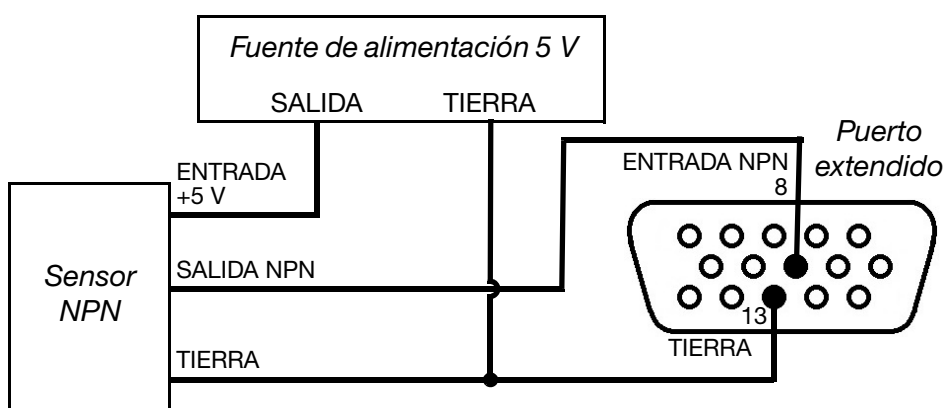 Fuente de alimentación 5 V
SALIDA
TIERRA
Puerto
extendido
ENTRADA NPN
8
ENTRADA
+5 V
Sensor
NPN
SALIDA NPN
13
TIERRA
TIERRA